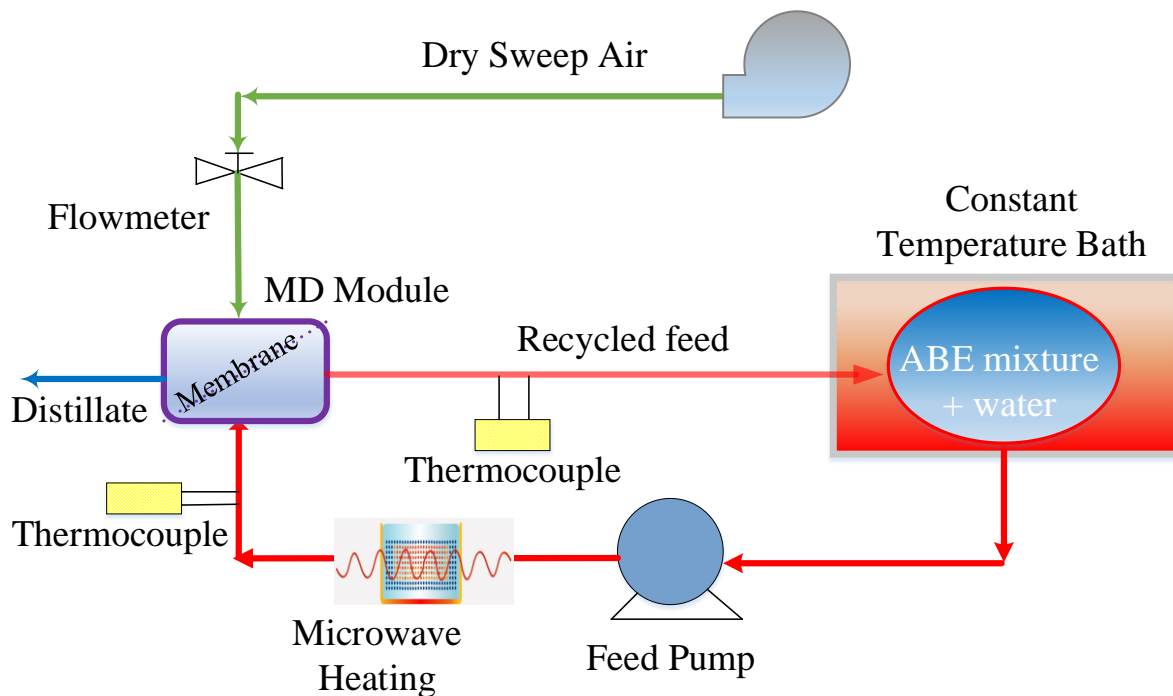 Dry Sweep Air
Flowmeter
Constant
Temperature Bath
MD Module
Membrane
Recycled feed
ABE mixture
+ water
Distillate
Thermocouple
Thermocouple
Microwave
Heating
Feed Pump